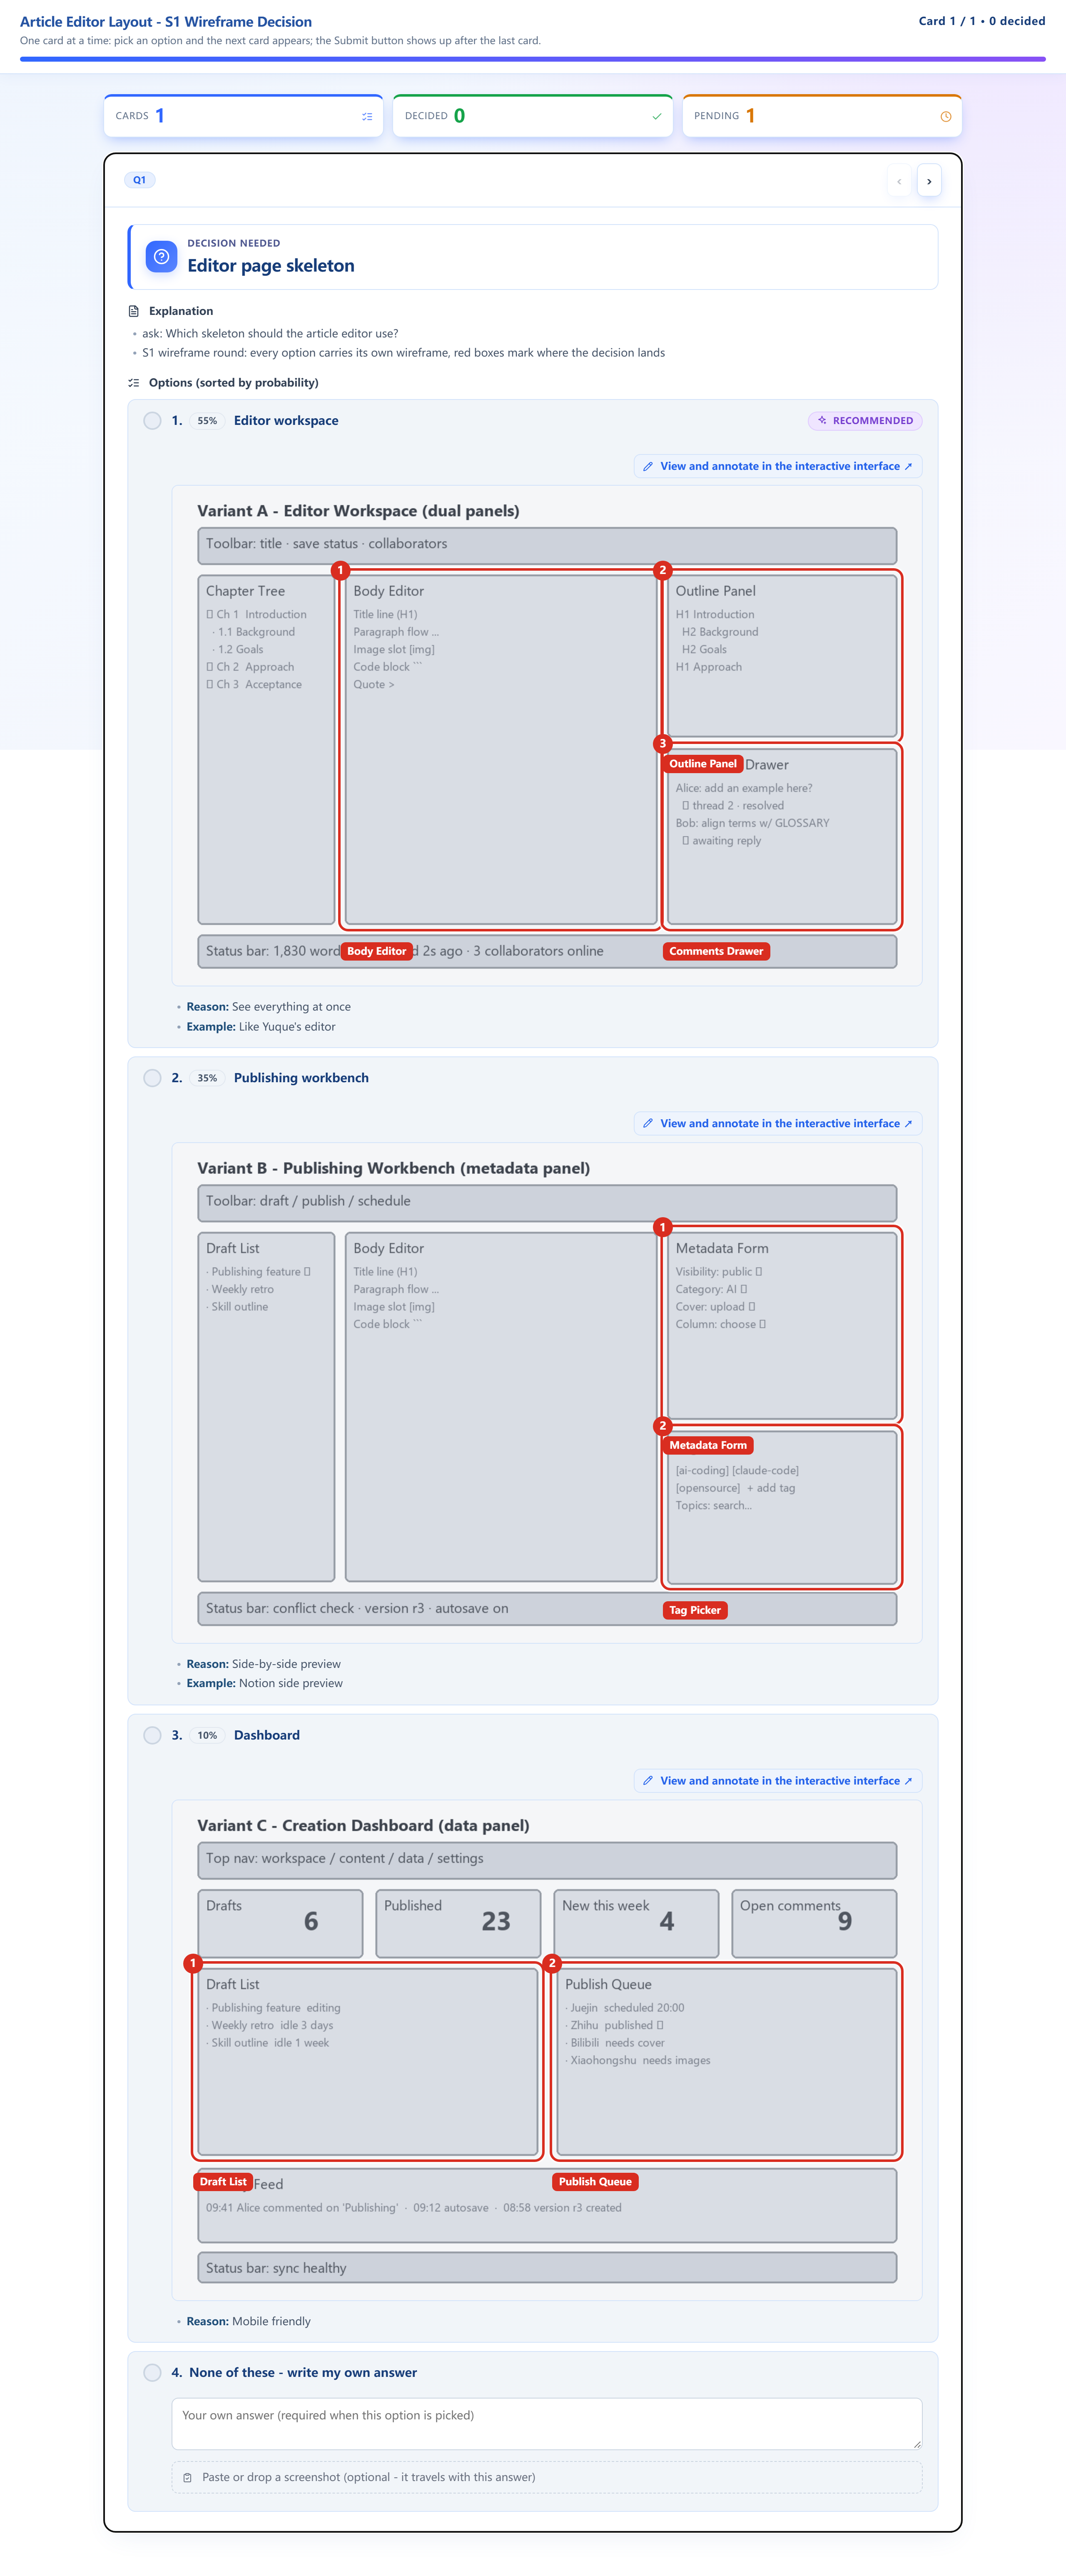 Article Editor Layout - S1 Wireframe Decision
One card at a time: pick an option and the next card appears; the Submit button shows up after the last card.
Card 1 / 1 • 0 decided
CARDS 1
DECIDED 0
PENDING 1
Q1
‹ ›
DECISION NEEDED
Editor page skeleton
Explanation
• ask: Which skeleton should the article editor use?
• S1 wireframe round: every option carries its own wireframe, red boxes mark where the decision lands
Options (sorted by probability)
1. 55% Editor workspace
RECOMMENDED
View and annotate in the interactive interface ↗
Variant A - Editor Workspace (dual panels)
Toolbar: title · save status · collaborators
1
2
Chapter Tree
▯ Ch 1 Introduction
· 1.1 Background
· 1.2 Goals
▯ Ch 2 Approach
▯ Ch 3 Acceptance
Body Editor
Title line (H1)
Paragraph flow ...
Image slot [img]
Code block ```
Quote >
Outline Panel
H1 Introduction
H2 Background
H2 Goals
H1 Approach
3
Outline Panel Drawer
Alice: add an example here?
▯ thread 2 · resolved
Bob: align terms w/ GLOSSARY
▯ awaiting reply
Status bar: 1,830 word Body Editor d 2s ago · 3 collaborators online
Comments Drawer
• Reason: See everything at once
• Example: Like Yuque's editor
2. 35% Publishing workbench
View and annotate in the interactive interface ↗
Variant B - Publishing Workbench (metadata panel)
Toolbar: draft / publish / schedule
1
Draft List
· Publishing feature ▯
· Weekly retro
· Skill outline
Body Editor
Title line (H1)
Paragraph flow ...
Image slot [img]
Code block ```
Metadata Form
Visibility: public ▯
Category: AI ▯
Cover: upload ▯
Column: choose ▯
2
Metadata Form
[ai-coding] [claude-code]
[opensource] + add tag
Topics: search...
Status bar: conflict check · version r3 · autosave on
Tag Picker
• Reason: Side-by-side preview
• Example: Notion side preview
3. 10% Dashboard
View and annotate in the interactive interface ↗
Variant C - Creation Dashboard (data panel)
Top nav: workspace / content / data / settings
Drafts 6
Published 23
New this week 4
Open comments 9
1
2
Draft List
· Publishing feature editing
· Weekly retro idle 3 days
· Skill outline idle 1 week
Publish Queue
· Juejin scheduled 20:00
· Zhihu published ▯
· Bilibili needs cover
· Xiaohongshu needs images
Draft List Feed
Publish Queue
09:41 Alice commented on 'Publishing' · 09:12 autosave · 08:58 version r3 created
Status bar: sync healthy
• Reason: Mobile friendly
4. None of these - write my own answer
Your own answer (required when this option is picked)
Paste or drop a screenshot (optional - it travels with this answer)